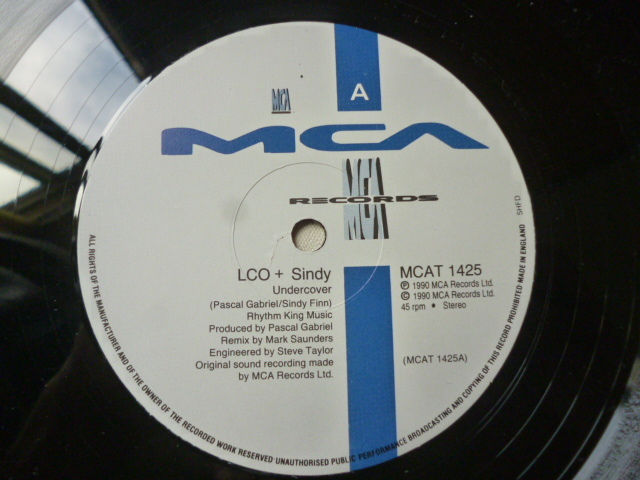 A
MCA
MCA
MCA
RECORDS
LCO + Sindy
Undercover
(Pascal Gabriel/Sindy Finn)
Rhythm King Music
Produced by Pascal Gabriel
Remix by Mark Saunders
Engineered by Steve Taylor
Original sound recording made
by MCA Records Ltd.
MCAT 1425
℗ 1990 MCA Records Ltd.
© 1990 MCA Records Ltd.
45 rpm • Stereo
(MCAT 1425A)
SHFD
ALL RIGHTS OF THE MANUFACTURER AND OF THE OWNER OF THE RECORDED WORK RESERVED UNAUTHORISED PUBLIC PERFORMANCE BROADCASTING AND COPYING OF THIS RECORD PROHIBITED MADE IN ENGLAND